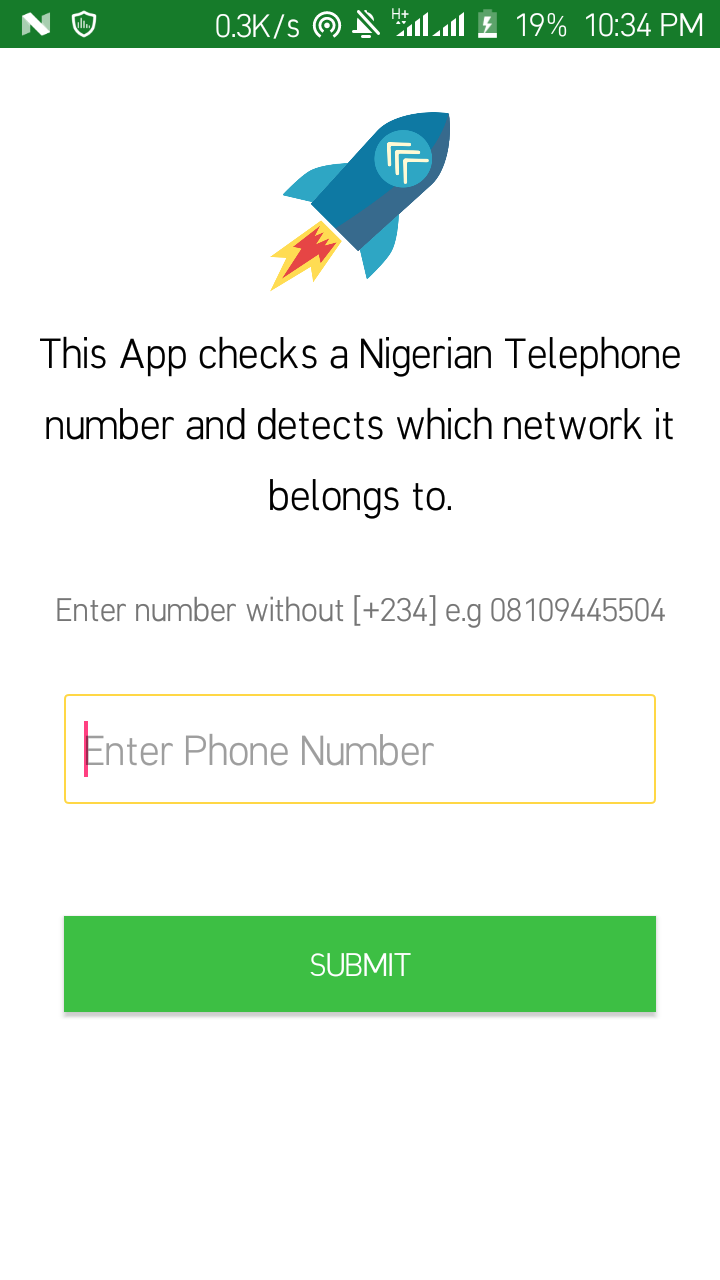 0.3K/s H+ 19% 10:34 PM
This App checks a Nigerian Telephone
number and detects which network it
belongs to.
Enter number without [+234] e.g 08109445504
Enter Phone Number
SUBMIT